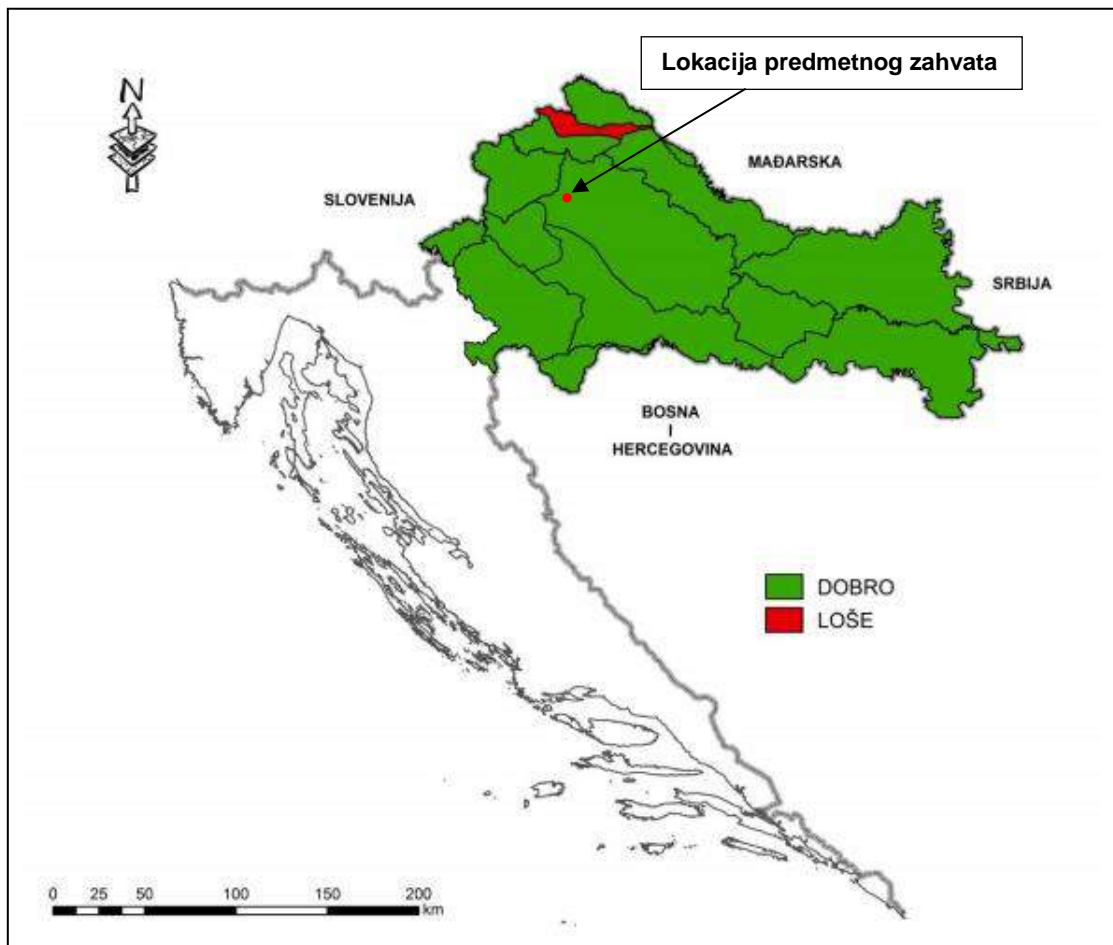 Lokacija predmetnog zahvata
N
MAĐARSKA
SLOVENIJA
SRBIJA
BOSNA
I
HERCEGOVINA
DOBRO
LOŠE
0 25 50 100 150 200
km